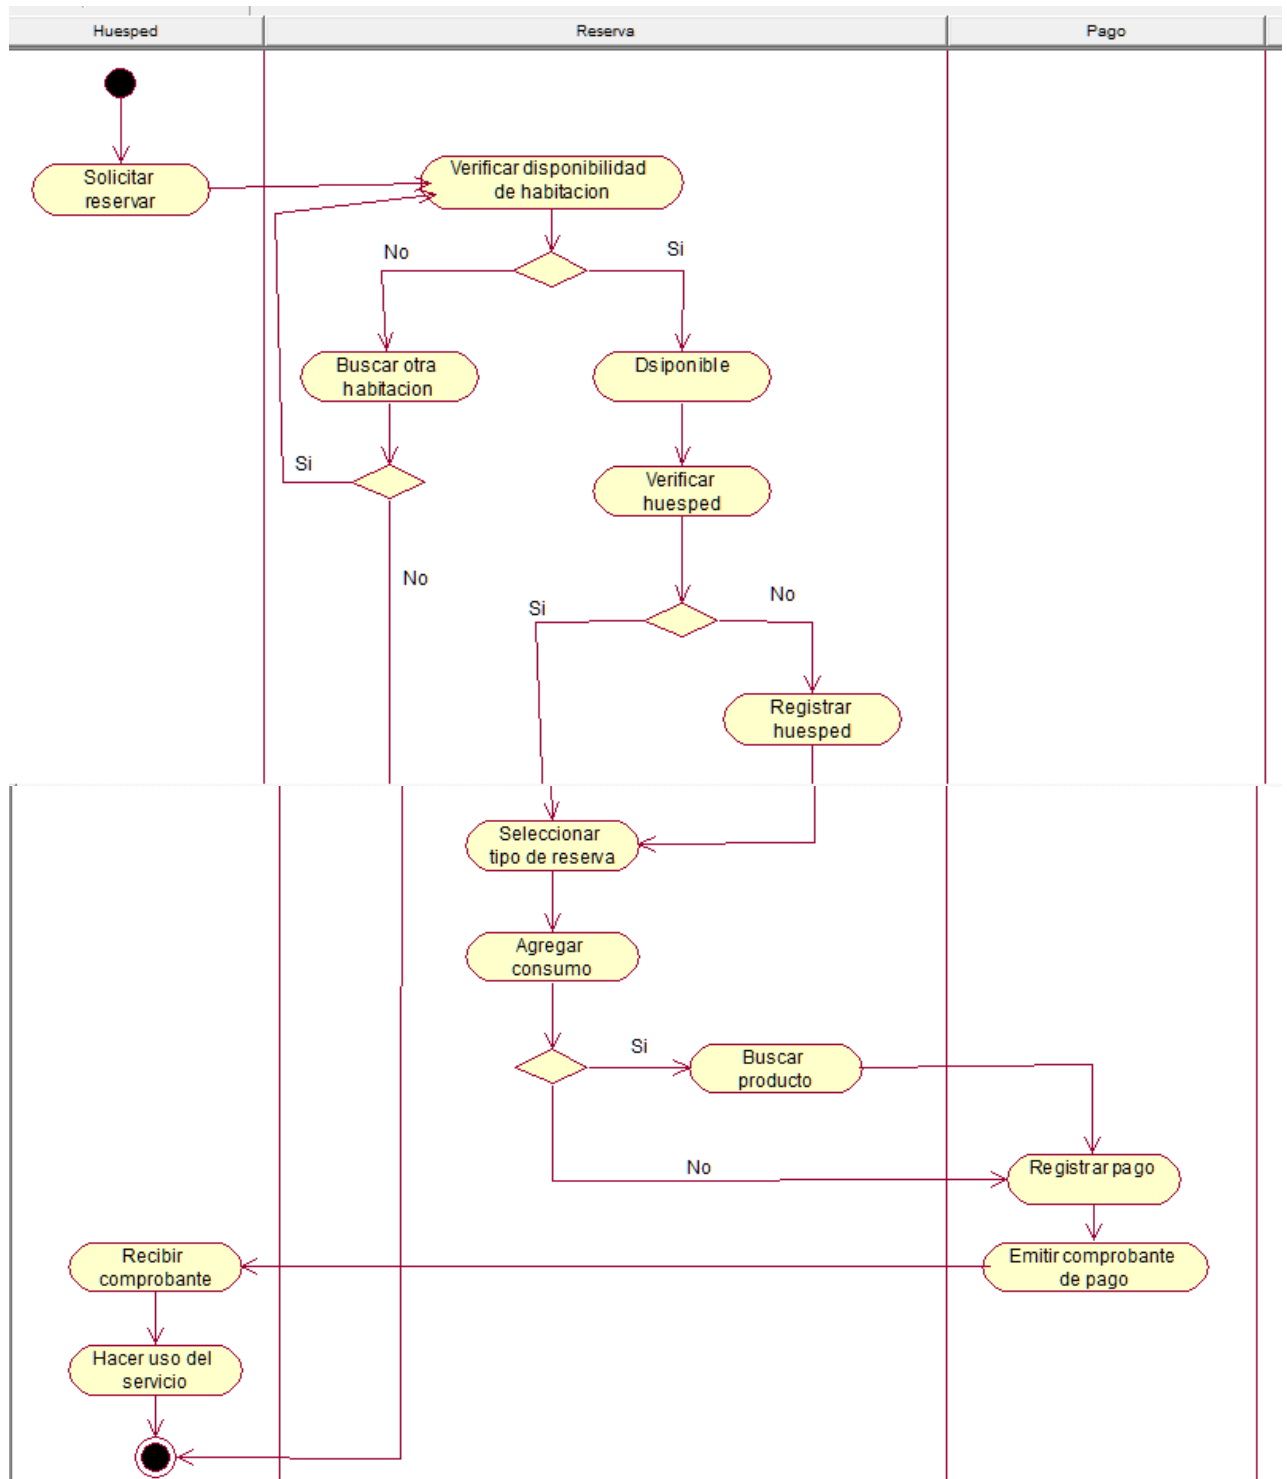 Huesped
Reserva
Pago
Solicitar
reservar
Verificar disponibilidad
de habitacion
No
Si
Buscar otra
habitacion
Dsiponible
Si
Verificar
huesped
No
Si
No
Registrar
huesped
Seleccionar
tipo de reserva
Agregar
consumo
Si
Buscar
producto
No
Registrar pago
Recibir
comprobante
Emitir comprobante
de pago
Hacer uso del
servicio